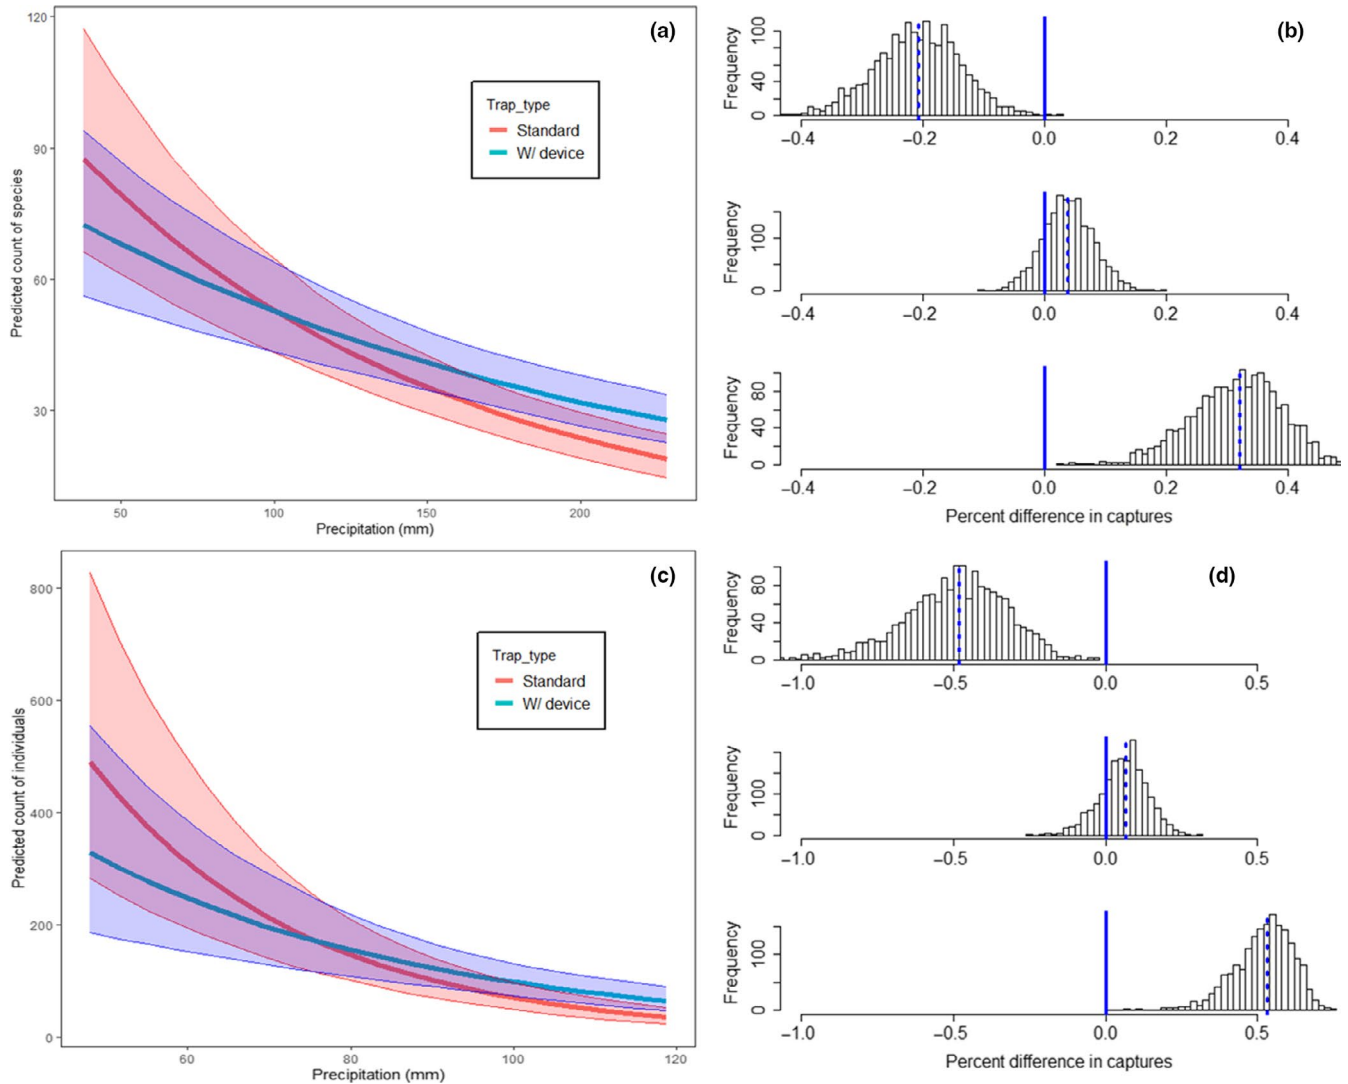 (a)
120
90
60
30
Predicted count of species
Trap_type
Standard
W/ device
50 100 150 200
Precipitation (mm)
(b)
Frequency
0 40 100
−0.4 −0.2 0.0 0.2 0.4
Frequency
0 100
−0.4 −0.2 0.0 0.2 0.4
Frequency
0 40 80
−0.4 −0.2 0.0 0.2 0.4
Percent difference in captures
(c)
800
600
400
200
0
Predicted count of individuals
Trap_type
Standard
W/ device
60 80 100 120
Precipitation (mm)
(d)
Frequency
0 40 80
−1.0 −0.5 0.0 0.5
Frequency
0 100
−1.0 −0.5 0.0 0.5
Frequency
0 100
−1.0 −0.5 0.0 0.5
Percent difference in captures